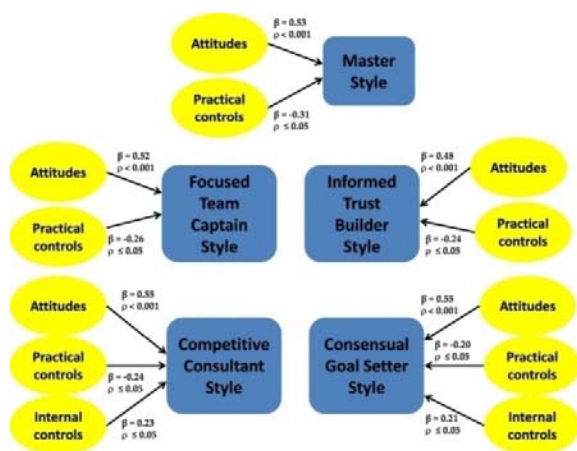 Attitudes
β = 0.53
ρ < 0.001
Master
Style
Practical
controls
β = -0.31
ρ ≤ 0.05
Attitudes
β = 0.52
ρ < 0.001
Focused
Team
Captain
Style
Practical
controls
β = -0.26
ρ ≤ 0.05
Informed
Trust
Builder
Style
β = 0.48
ρ < 0.001
Attitudes
Practical
controls
β = -0.24
ρ ≤ 0.05
Attitudes
β = 0.55
ρ < 0.001
Practical
controls
β = -0.24
ρ ≤ 0.05
Internal
controls
β = 0.23
ρ ≤ 0.05
Competitive
Consultant
Style
Consensual
Goal Setter
Style
β = 0.55
ρ < 0.001
Attitudes
β = -0.20
ρ ≤ 0.05
Practical
controls
β = 0.21
ρ ≤ 0.05
Internal
controls